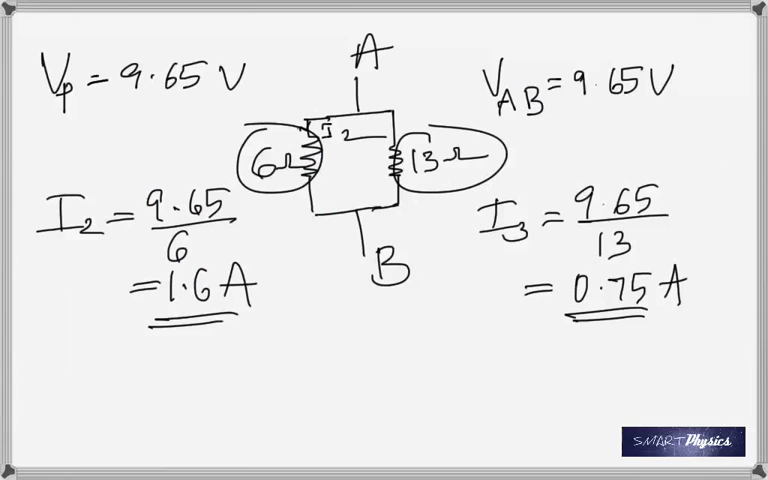 A
Vp = 9.65 V
V_AB = 9.65 V
I2
6Ω
13Ω
I2 = 9.65/6
= 1.6 A
I3 = 9.65/13
= 0.75 A
B
SMARTPhysics